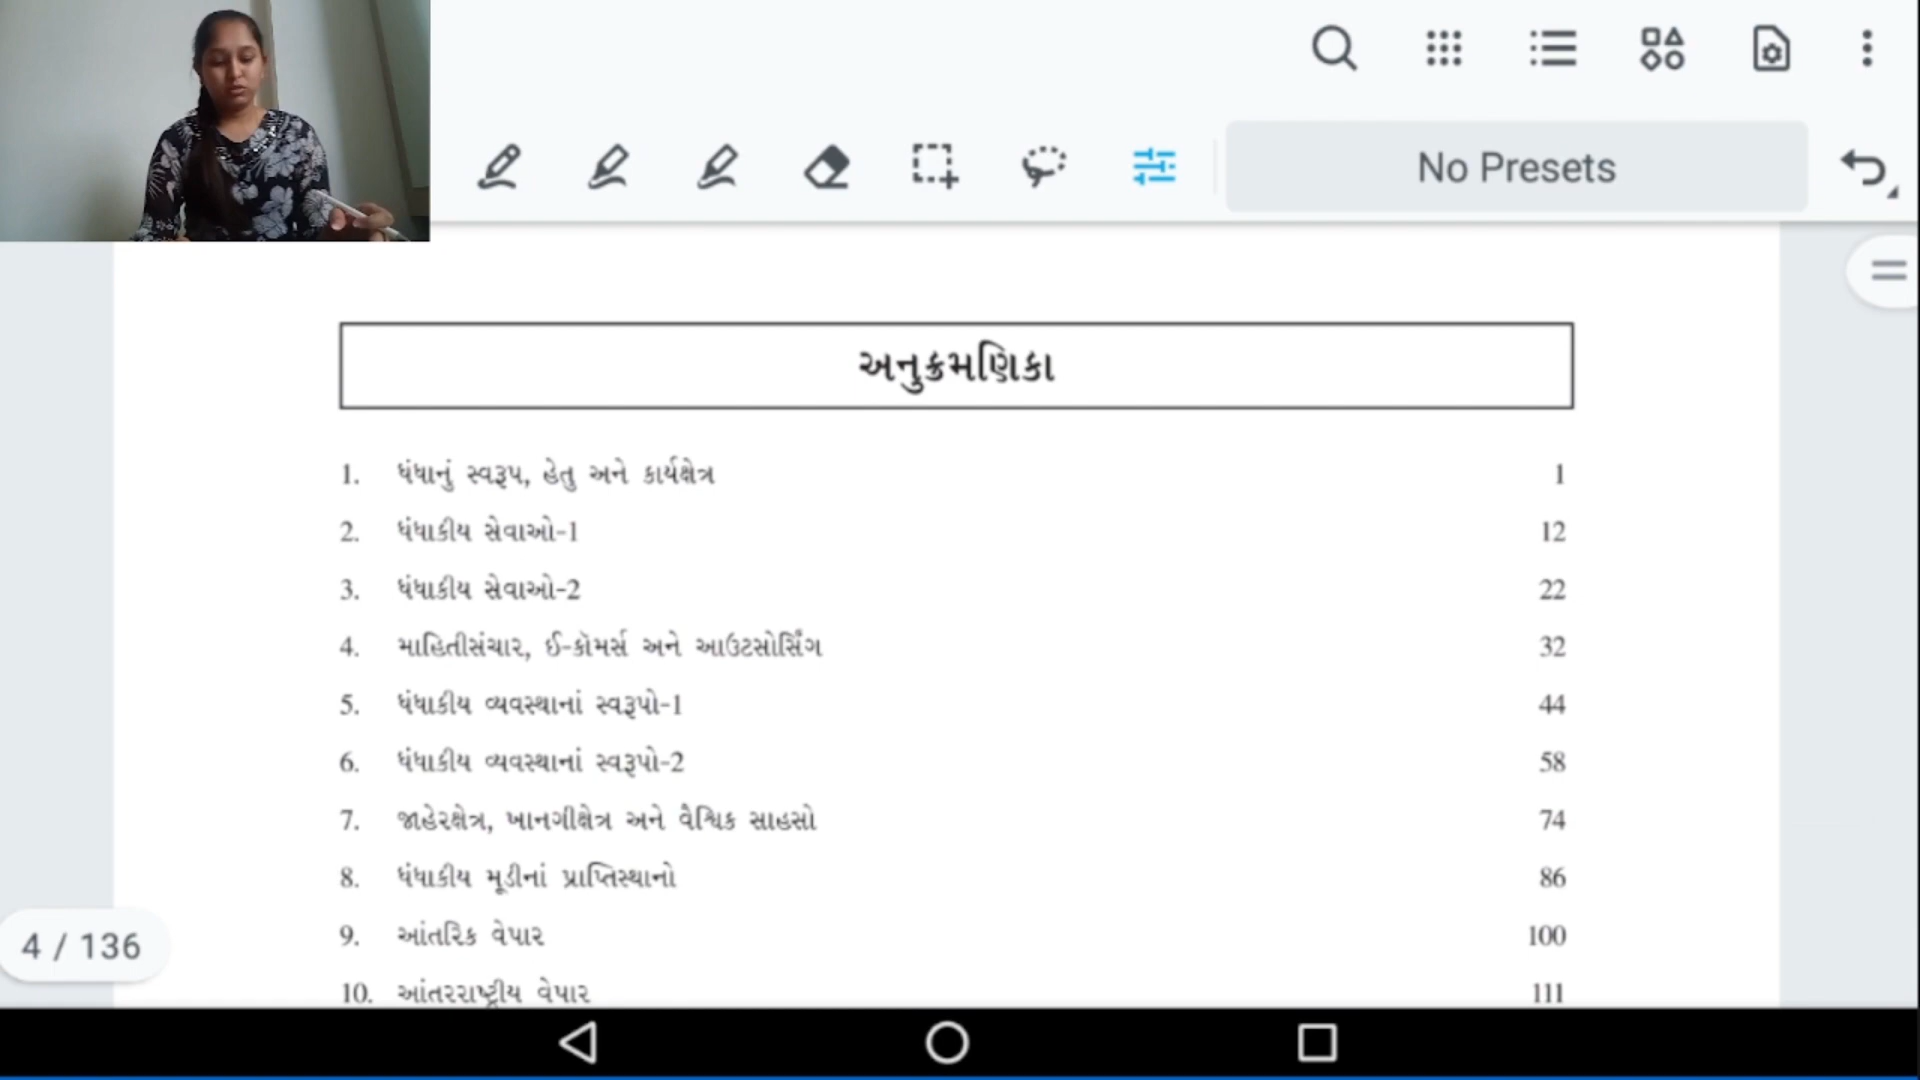 No Presets
અનુક્રમણિકા
1. ધંધાનું સ્વરૂપ, હેતુ અને કાર્યક્ષેત્ર 1
2. ધંધાકીય સેવાઓ-1 12
3. ધંધાકીય સેવાઓ-2 22
4. માહિતીસંચાર, ઈ-કૉમર્સ અને આઉટસોર્સિંગ 32
5. ધંધાકીય વ્યવસ્થાનાં સ્વરૂપો-1 44
6. ધંધાકીય વ્યવસ્થાનાં સ્વરૂપો-2 58
7. જાહેરક્ષેત્ર, ખાનગીક્ષેત્ર અને વૈશ્વિક સાહસો 74
8. ધંધાકીય મૂડીનાં પ્રાપ્તિસ્થાનો 86
9. આંતરિક વેપાર 100
10. આંતરરાષ્ટ્રીય વેપાર 111
4 / 136